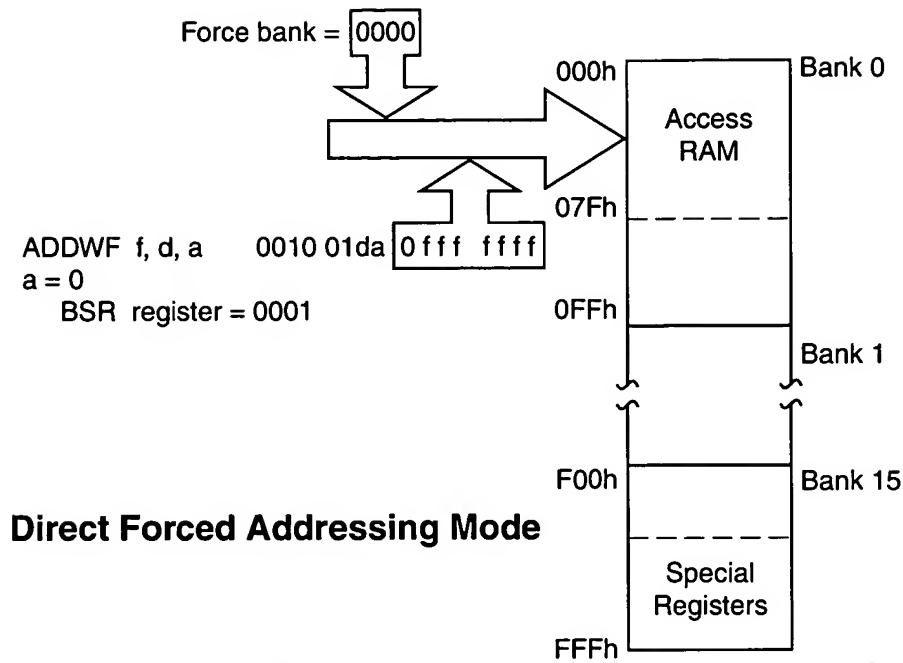 Force bank = 0000
000h
Bank 0
Access
RAM
07Fh
ADDWF f, d, a 0010 01da 0fff ffff
a = 0
BSR register = 0001
0FFh
Bank 1
F00h
Bank 15
Direct Forced Addressing Mode
Special
Registers
FFFh